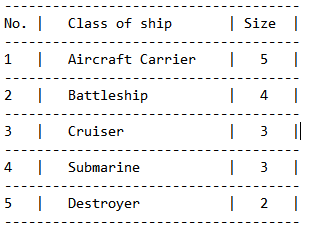 -------------------------------------
No. |   Class of ship       | Size  |
-------------------------------------
1   |   Aircraft Carrier    |   5   |
-------------------------------------
2   |   Battleship          |   4   |
-------------------------------------
3   |   Cruiser             |   3   |
-------------------------------------
4   |   Submarine           |   3   |
-------------------------------------
5   |   Destroyer           |   2   |
-------------------------------------